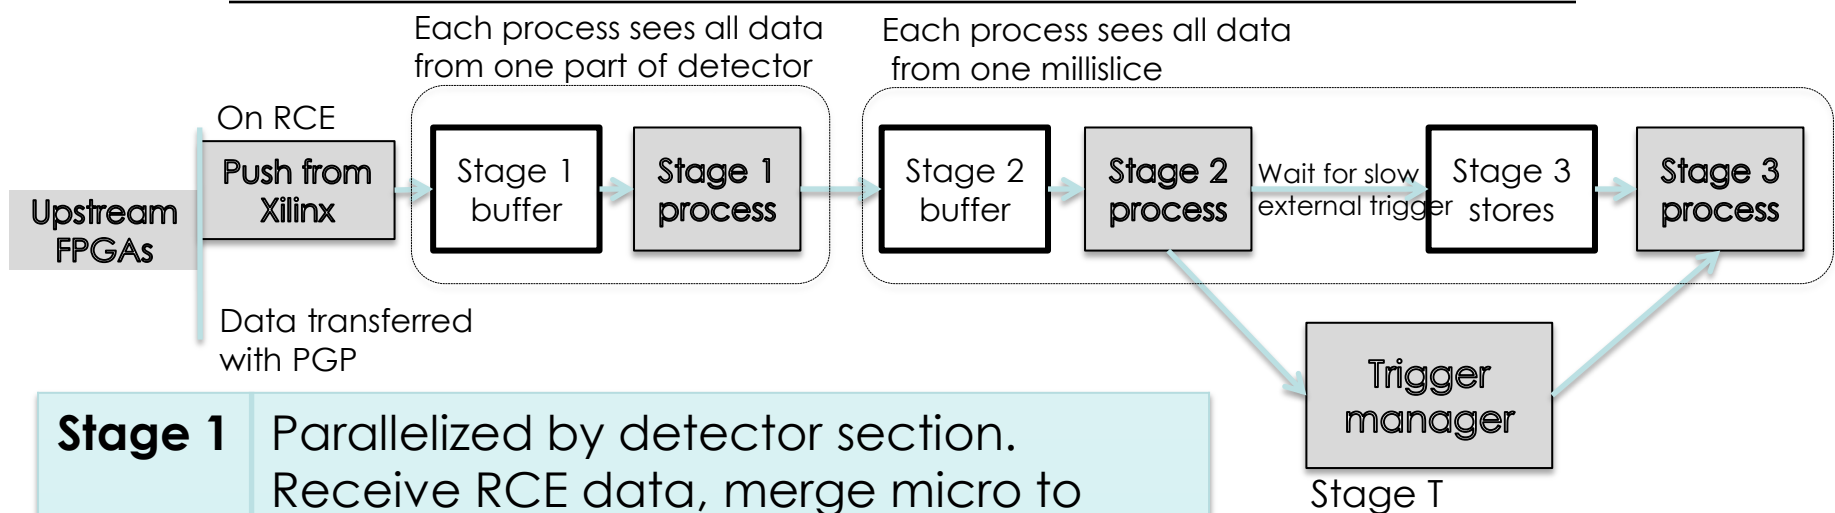 Each process sees all data
from one part of detector
Each process sees all data
from one millislice
On RCE
Push from
Xilinx
Stage 1
buffer
Stage 1
process
Stage 2
buffer
Stage 2
process
Wait for slow
external trigger
Stage 3
stores
Stage 3
process
Upstream
FPGAs
Data transferred
with PGP
Trigger
manager
Stage T
Stage 1 Parallelized by detector section.
Receive RCE data, merge micro to